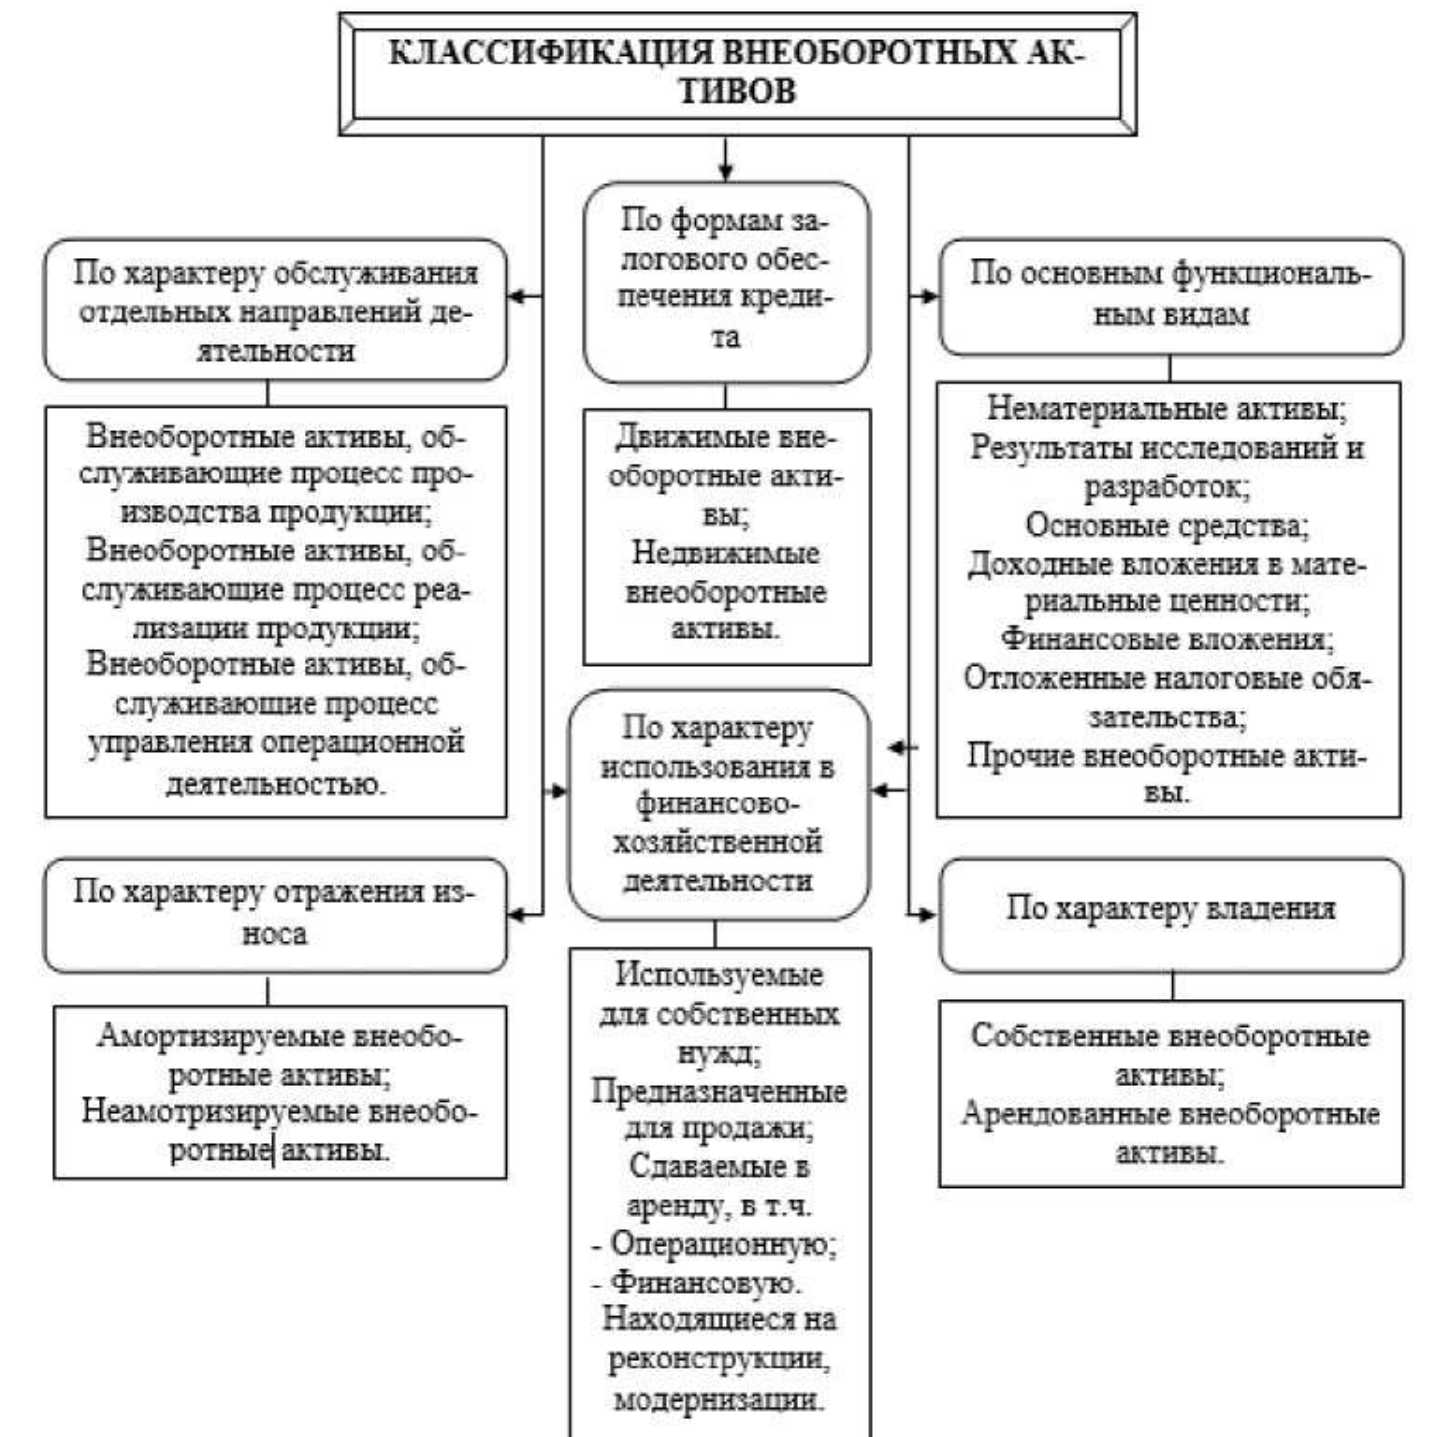 КЛАССИФИКАЦИЯ ВНЕОБОРОТНЫХ АК-
ТИВОВ
По характеру обслуживания
отдельных направлений де-
ятельности
Внеоборотные активы, об-
служивающие процесс про-
изводства продукции;
Внеоборотные активы, об-
служивающие процесс реа-
лизации продукции;
Внеоборотные активы, об-
служивающие процесс
управления операционной
деятельностью.
По формам за-
логового обес-
печения креди-
та
Движимые вне-
оборотные акти-
вы;
Недвижимые
внеоборотные
активы.
По основным функциональ-
ным видам
Нематериальные активы;
Результаты исследований и
разработок;
Основные средства;
Доходные вложения в мате-
риальные ценности;
Финансовые вложения;
Отложенные налоговые обя-
зательства;
Прочие внеоборотные акти-
вы.
По характеру отражения из-
носа
Амортизируемые внеобо-
ротные активы;
Неамотризируемые внеобо-
ротные активы.
По характеру
использования в
финансово-
хозяйственной
деятельности
Используемые
для собственных
нужд;
Предназначенные
для продажи;
Сдаваемые в
аренду, в т.ч.
- Операционную;
- Финансовую.
Находящиеся на
реконструкции,
модернизации.
По характеру владения
Собственные внеоборотные
активы;
Арендованные внеоборотные
активы.